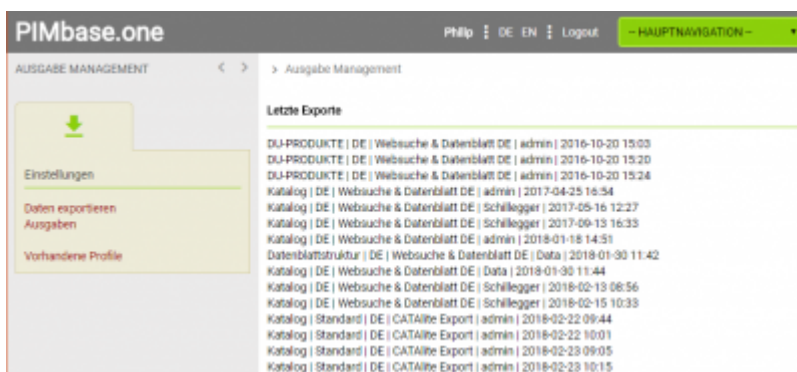 PIMbase.one
Philip ⋮ DE EN ⋮ Logout
– HAUPTNAVIGATION –
AUSGABE MANAGEMENT < >
> Ausgabe Management
Einstellungen
Daten exportieren
Ausgaben
Vorhandene Profile
Letzte Exporte
DU-PRODUKTE | DE | Websuche & Datenblatt DE | admin | 2016-10-20 15:03
DU-PRODUKTE | DE | Websuche & Datenblatt DE | admin | 2016-10-20 15:20
DU-PRODUKTE | DE | Websuche & Datenblatt DE | admin | 2016-10-20 15:24
Katalog | DE | Websuche & Datenblatt DE | admin | 2017-04-25 16:54
Katalog | DE | Websuche & Datenblatt DE | Schillegger | 2017-05-16 12:27
Katalog | DE | Websuche & Datenblatt DE | Schillegger | 2017-09-13 16:33
Katalog | DE | Websuche & Datenblatt DE | admin | 2018-01-18 14:51
Datenblattstruktur | DE | Websuche & Datenblatt DE | Data | 2018-01-30 11:42
Katalog | DE | Websuche & Datenblatt DE | Data | 2018-01-30 11:44
Katalog | DE | Websuche & Datenblatt DE | Schillegger | 2018-02-13 08:56
Katalog | DE | Websuche & Datenblatt DE | Schillegger | 2018-02-15 10:33
Katalog | Standard | DE | CATAlite Export | admin | 2018-02-22 09:44
Katalog | Standard | DE | CATAlite Export | admin | 2018-02-22 10:01
Katalog | Standard | DE | CATAlite Export | admin | 2018-02-23 09:05
Katalog | Standard | DE | CATAlite Export | admin | 2018-02-23 10:15